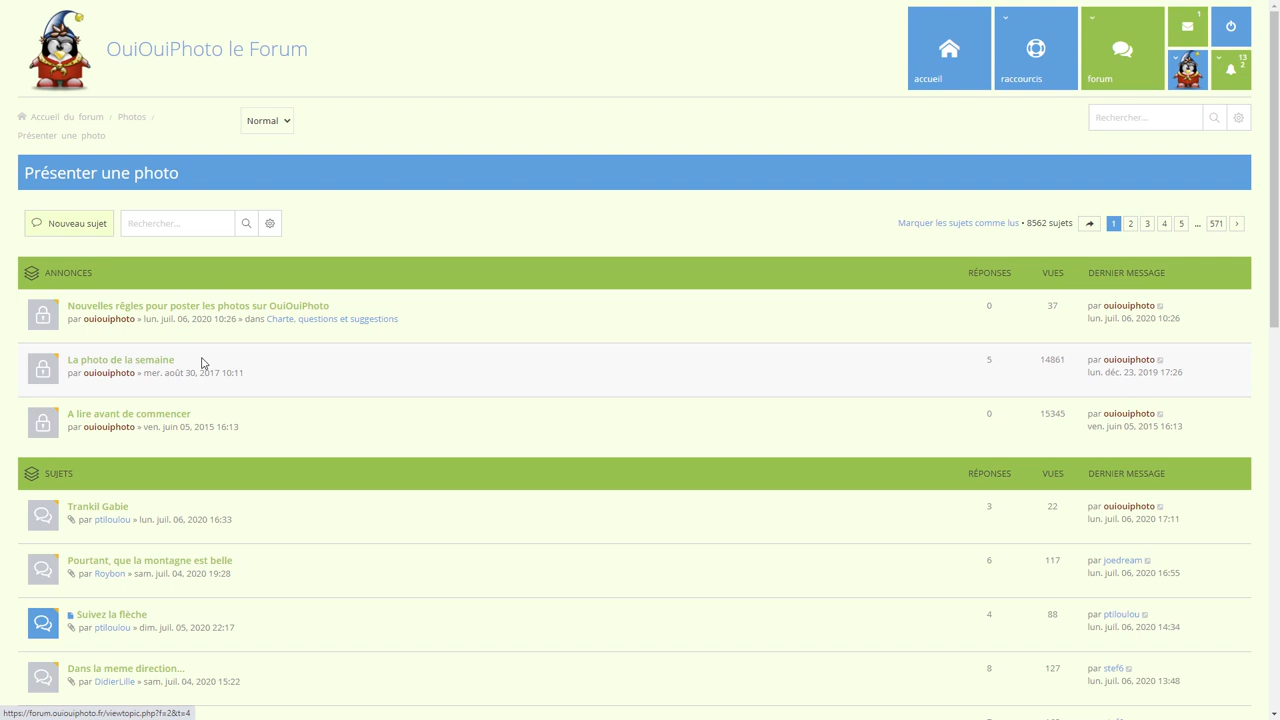 OuiOuiPhoto le Forum
accueil
raccourcis
forum
1
13
2
Accueil du forum / Photos /
Présenter une photo
Normal
Rechercher...
Présenter une photo
Nouveau sujet
Rechercher...
Marquer les sujets comme lus • 8562 sujets
1 2 3 4 5 ... 571
ANNONCES RÉPONSES VUES DERNIER MESSAGE
Nouvelles rêgles pour poster les photos sur OuiOuiPhoto 0 37 par ouiouiphoto
par ouiouiphoto » lun. juil. 06, 2020 10:26 » dans Charte, questions et suggestions lun. juil. 06, 2020 10:26
La photo de la semaine 5 14861 par ouiouiphoto
par ouiouiphoto » mer. août 30, 2017 10:11 lun. déc. 23, 2019 17:26
A lire avant de commencer 0 15345 par ouiouiphoto
par ouiouiphoto » ven. juin 05, 2015 16:13 ven. juin 05, 2015 16:13
SUJETS RÉPONSES VUES DERNIER MESSAGE
Trankil Gabie 3 22 par ouiouiphoto
par ptiloulou » lun. juil. 06, 2020 16:33 lun. juil. 06, 2020 17:11
Pourtant, que la montagne est belle 6 117 par joedream
par Roybon » sam. juil. 04, 2020 19:28 lun. juil. 06, 2020 16:55
Suivez la flèche 4 88 par ptiloulou
par ptiloulou » dim. juil. 05, 2020 22:17 lun. juil. 06, 2020 14:34
Dans la meme direction... 8 127 par stef6
par DidierLille » sam. juil. 04, 2020 15:22 lun. juil. 06, 2020 13:48
https://forum.ouiouiphoto.fr/viewtopic.php?f=2&t=4